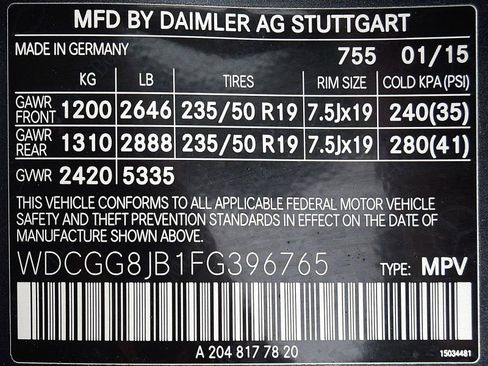 MFD BY DAIMLER AG STUTTGART
MADE IN GERMANY 755 01/15
KG LB TIRES RIM SIZE COLD KPA(PSI)
GAWR FRONT 1200 2646 235/50 R19 7.5Jx19 240(35)
GAWR REAR 1310 2888 235/50 R19 7.5Jx19 280(41)
GVWR 2420 5335
THIS VEHICLE CONFORMS TO ALL APPLICABLE FEDERAL MOTOR VEHICLE
SAFETY AND THEFT PREVENTION STANDARDS IN EFFECT ON THE DATE OF
MANUFACTURE SHOWN ABOVE.
WDCGG8JB1FG396765 TYPE: MPV
A 204 817 78 20
15034481